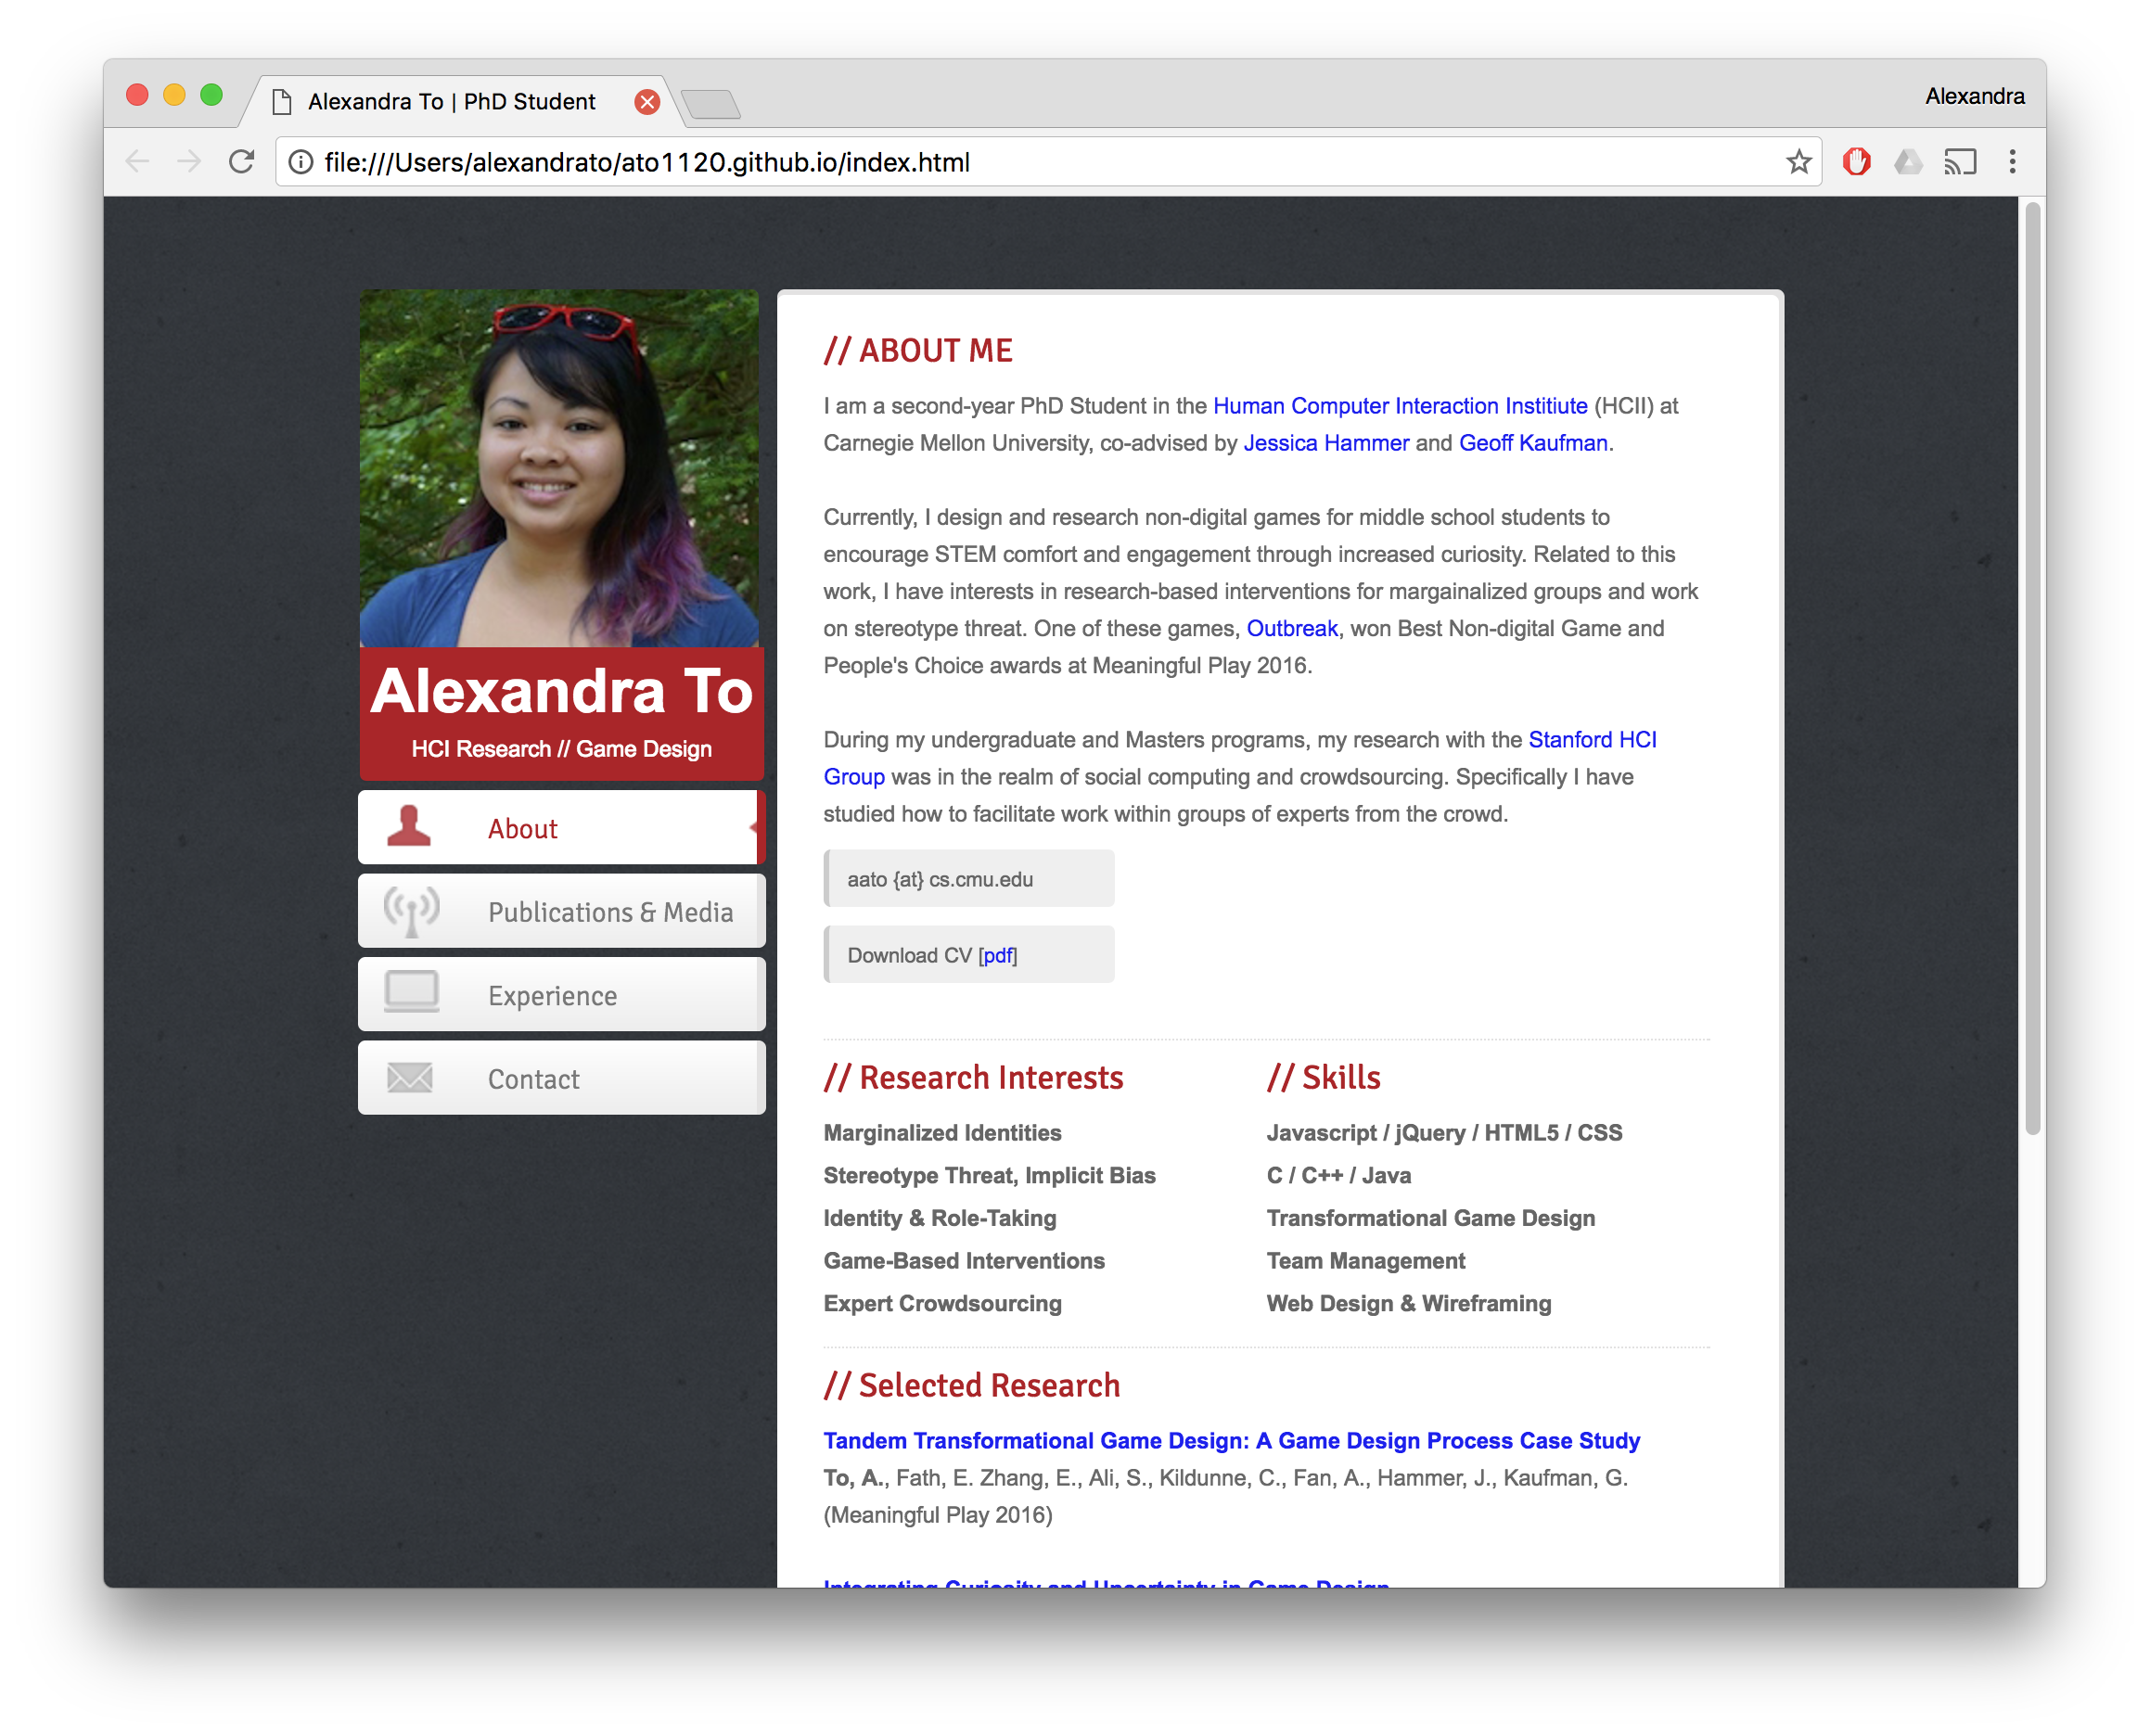 Alexandra To | PhD Student
Alexandra
file:///Users/alexandrato/ato1120.github.io/index.html
Alexandra To
HCI Research // Game Design
About
Publications & Media
Experience
Contact
// ABOUT ME
I am a second-year PhD Student in the Human Computer Interaction Institiute (HCII) at
Carnegie Mellon University, co-advised by Jessica Hammer and Geoff Kaufman.
Currently, I design and research non-digital games for middle school students to
encourage STEM comfort and engagement through increased curiosity. Related to this
work, I have interests in research-based interventions for margainalized groups and work
on stereotype threat. One of these games, Outbreak, won Best Non-digital Game and
People's Choice awards at Meaningful Play 2016.
During my undergraduate and Masters programs, my research with the Stanford HCI
Group was in the realm of social computing and crowdsourcing. Specifically I have
studied how to facilitate work within groups of experts from the crowd.
aato {at} cs.cmu.edu
Download CV [pdf]
// Research Interests
Marginalized Identities
Stereotype Threat, Implicit Bias
Identity & Role-Taking
Game-Based Interventions
Expert Crowdsourcing
// Skills
Javascript / jQuery / HTML5 / CSS
C / C++ / Java
Transformational Game Design
Team Management
Web Design & Wireframing
// Selected Research
Tandem Transformational Game Design: A Game Design Process Case Study
To, A., Fath, E. Zhang, E., Ali, S., Kildunne, C., Fan, A., Hammer, J., Kaufman, G.
(Meaningful Play 2016)
Integrating Curiosity and Uncertainty in Game Design